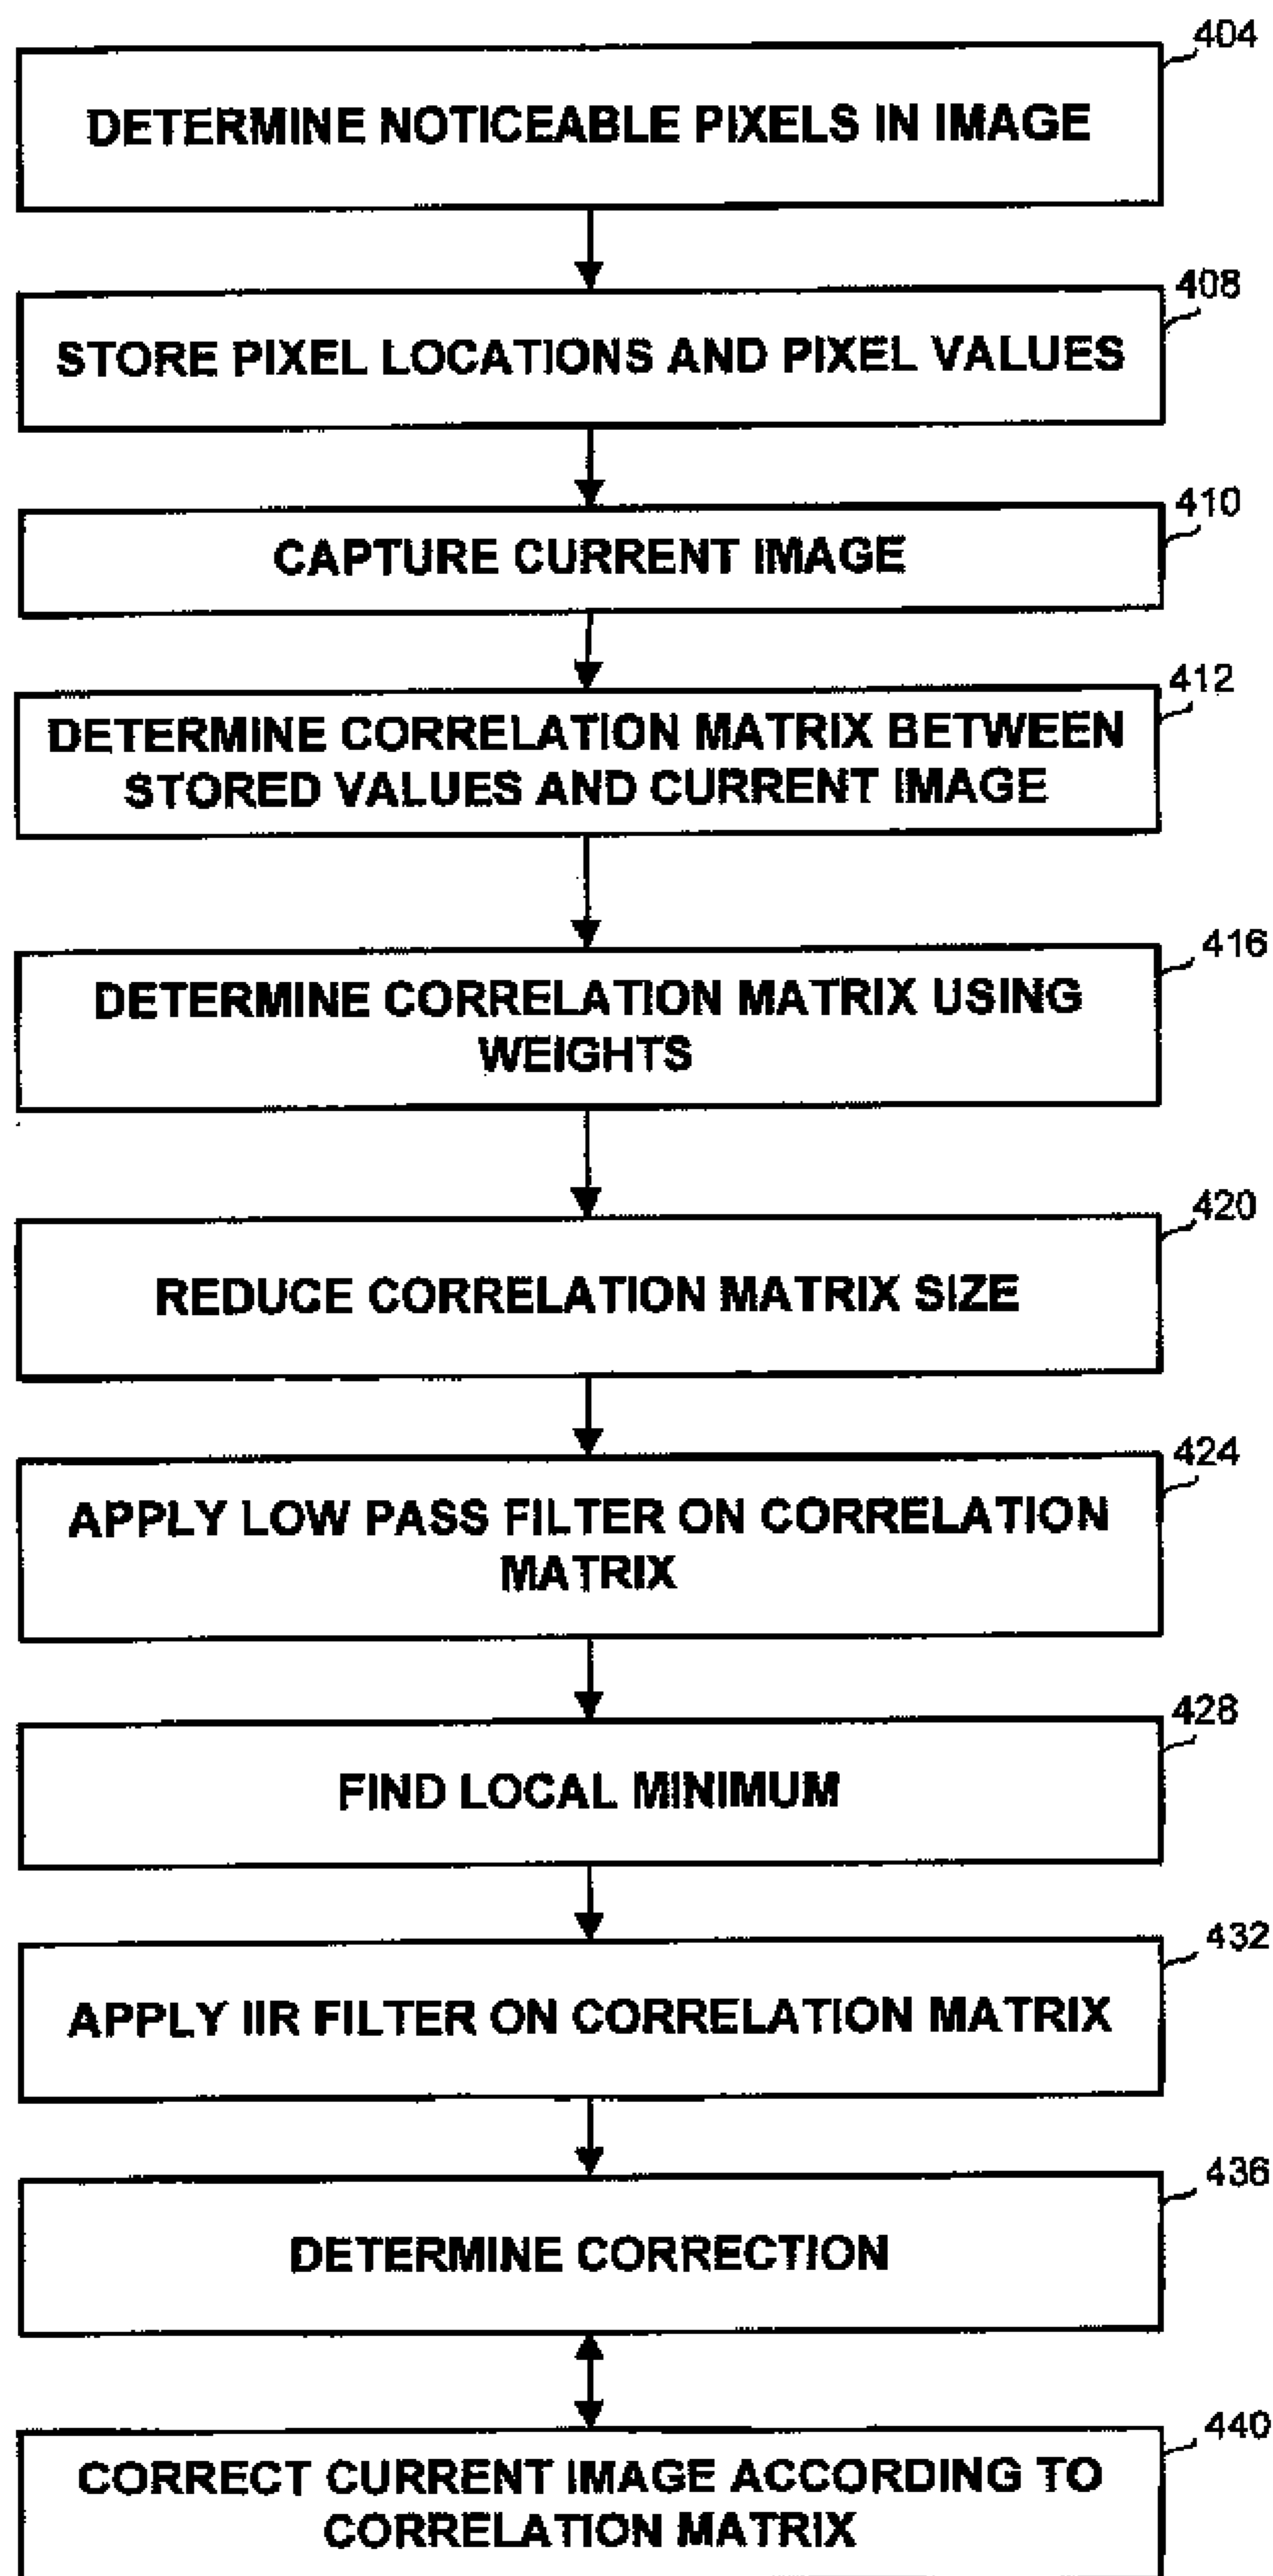 404
DETERMINE NOTICEABLE PIXELS IN IMAGE
408
STORE PIXEL LOCATIONS AND PIXEL VALUES
410
CAPTURE CURRENT IMAGE
412
DETERMINE CORRELATION MATRIX BETWEEN
STORED VALUES AND CURRENT IMAGE
416
DETERMINE CORRELATION MATRIX USING
WEIGHTS
420
REDUCE CORRELATION MATRIX SIZE
424
APPLY LOW PASS FILTER ON CORRELATION
MATRIX
428
FIND LOCAL MINIMUM
432
APPLY IIR FILTER ON CORRELATION MATRIX
436
DETERMINE CORRECTION
440
CORRECT CURRENT IMAGE ACCORDING TO
CORRELATION MATRIX